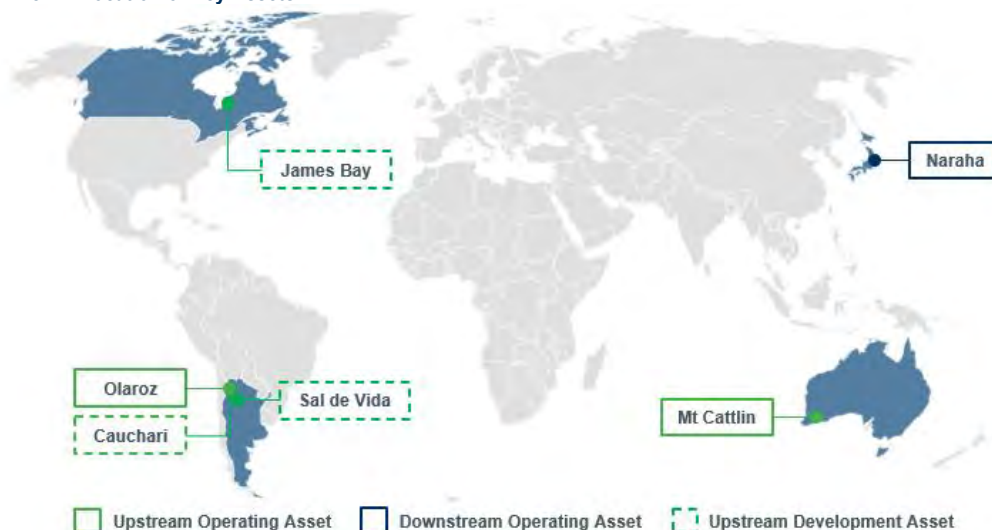 James Bay
Naraha
Olaroz
Sal de Vida
Cauchari
Mt Cattlin
Upstream Operating Asset
Downstream Operating Asset
Upstream Development Asset